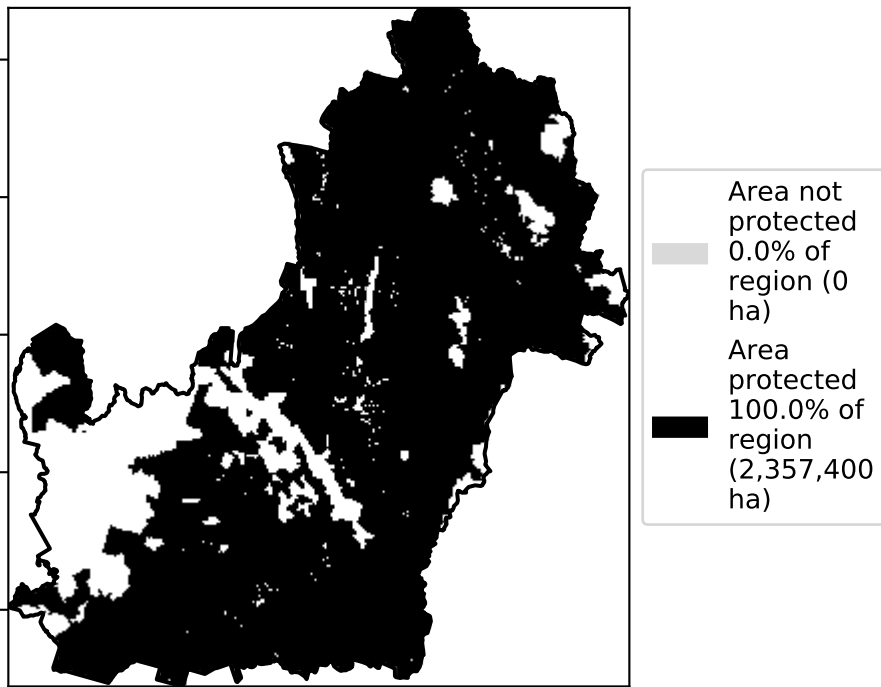 Area not
protected
0.0% of
region (0
ha)
Area
protected
100.0% of
region
(2,357,400
ha)